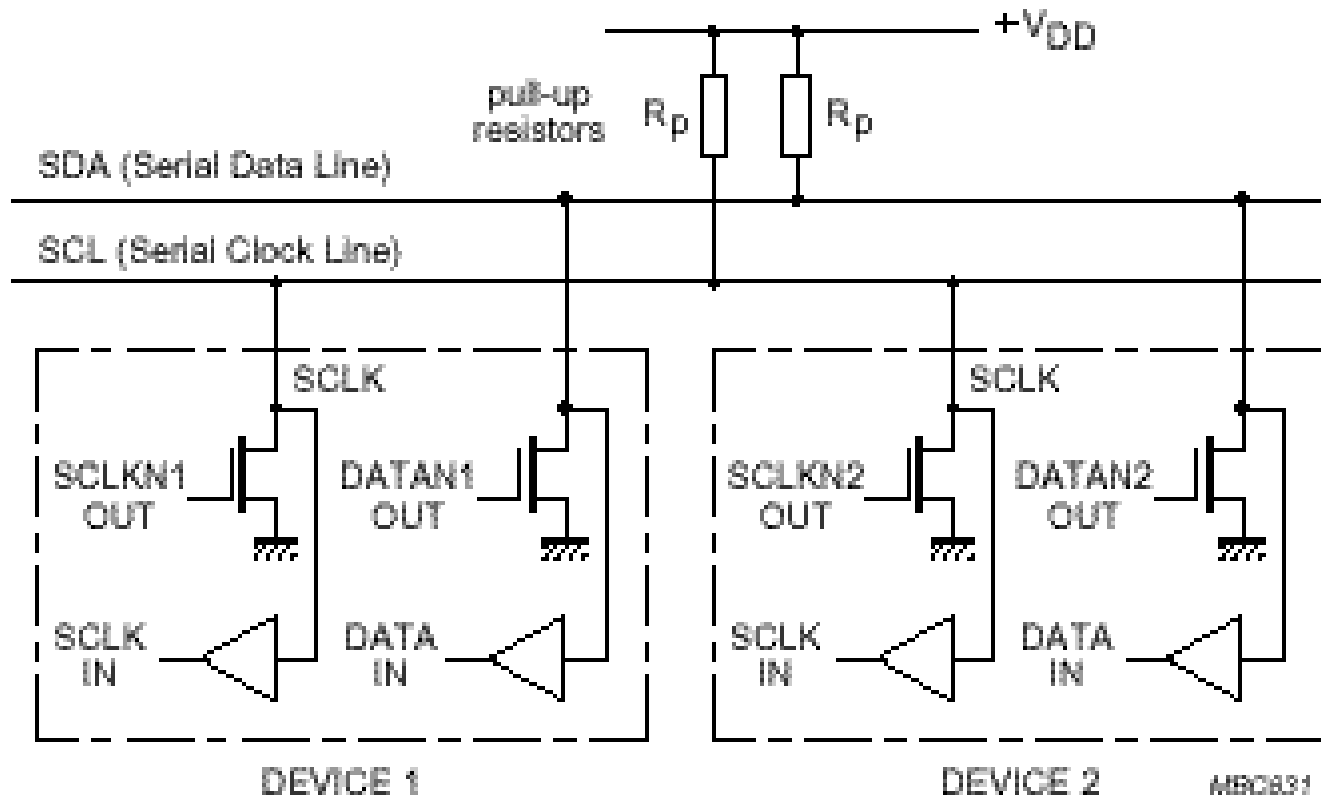 +VDD
pull-up
resistors
Rp
Rp
SDA (Serial Data Line)
SCL (Serial Clock Line)
SCLK
SCLKN1
OUT
DATAN1
OUT
SCLK
IN
DATA
IN
DEVICE 1
SCLK
SCLKN2
OUT
DATAN2
OUT
SCLK
IN
DATA
IN
DEVICE 2
MBC631